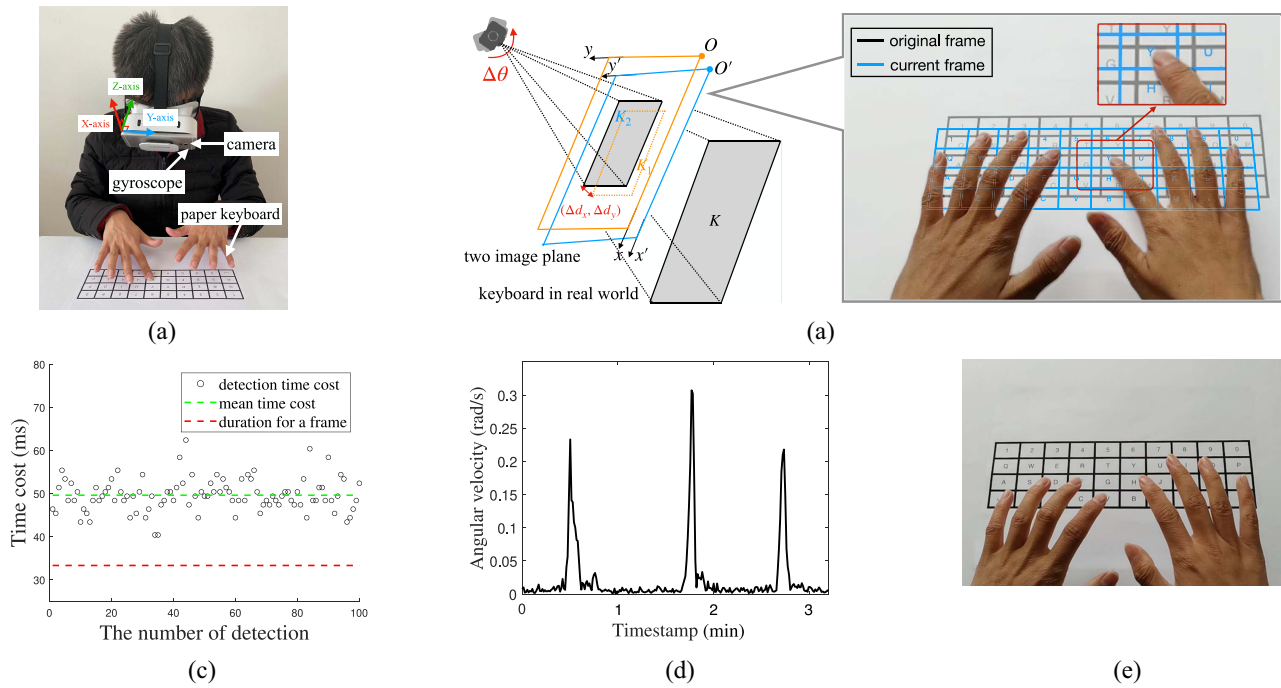 Z-axis
X-axis
Y-axis
camera
gyroscope
paper keyboard
(a)
Δθ
y
y′
O
O′
K₂
K₁
(Δdₓ, Δdᵧ)
K
two image plane
x
x′
keyboard in real world
original frame
current frame
Y U
G
H
(a)
80
70
60
50
40
30
Time cost (ms)
detection time cost
mean time cost
duration for a frame
0 20 40 60 80 100
The number of detection
(c)
0.3
0.25
0.2
0.15
0.1
0.05
0
Angular velocity (rad/s)
0 1 2 3
Timestamp (min)
(d)
1 2 3 4 5 6 7 8 9 0
Q W E R T Y U I O P
A S D G H J
C V B
(e)